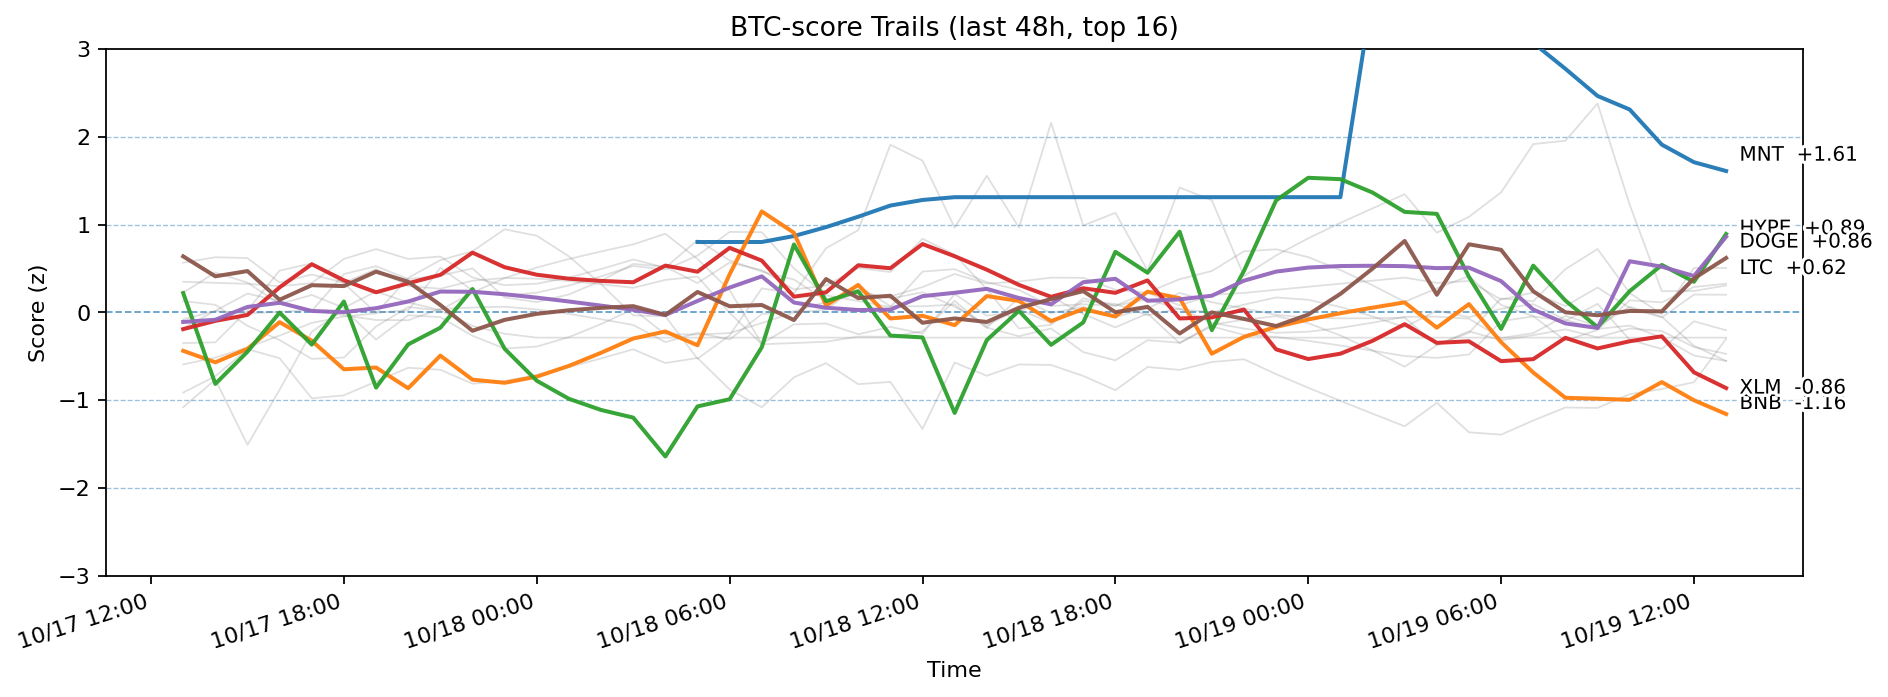 BTC-score Trails (last 48h, top 16)
Score (z)
3
2
1
0
−1
−2
−3
MNT +1.61
HYPE +0.89
DOGE +0.86
LTC +0.62
XLM -0.86
BNB -1.16
10/17 12:00
10/17 18:00
10/18 00:00
10/18 06:00
10/18 12:00
10/18 18:00
10/19 00:00
10/19 06:00
10/19 12:00
Time